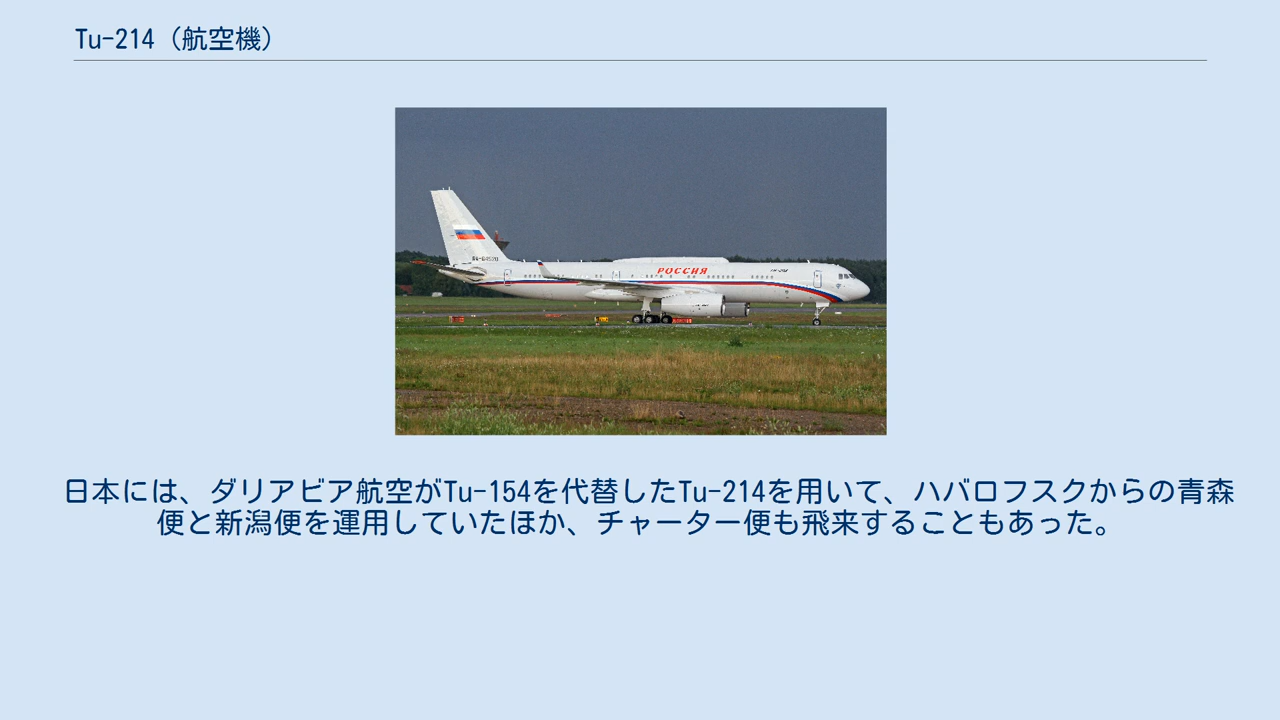 Tu-214（航空機）
РОССИЯ
日本には、ダリアビア航空がTu-154を代替したTu-214を用いて、ハバロフスクからの青森
便と新潟便を運用していたほか、チャーター便も飛来することもあった。